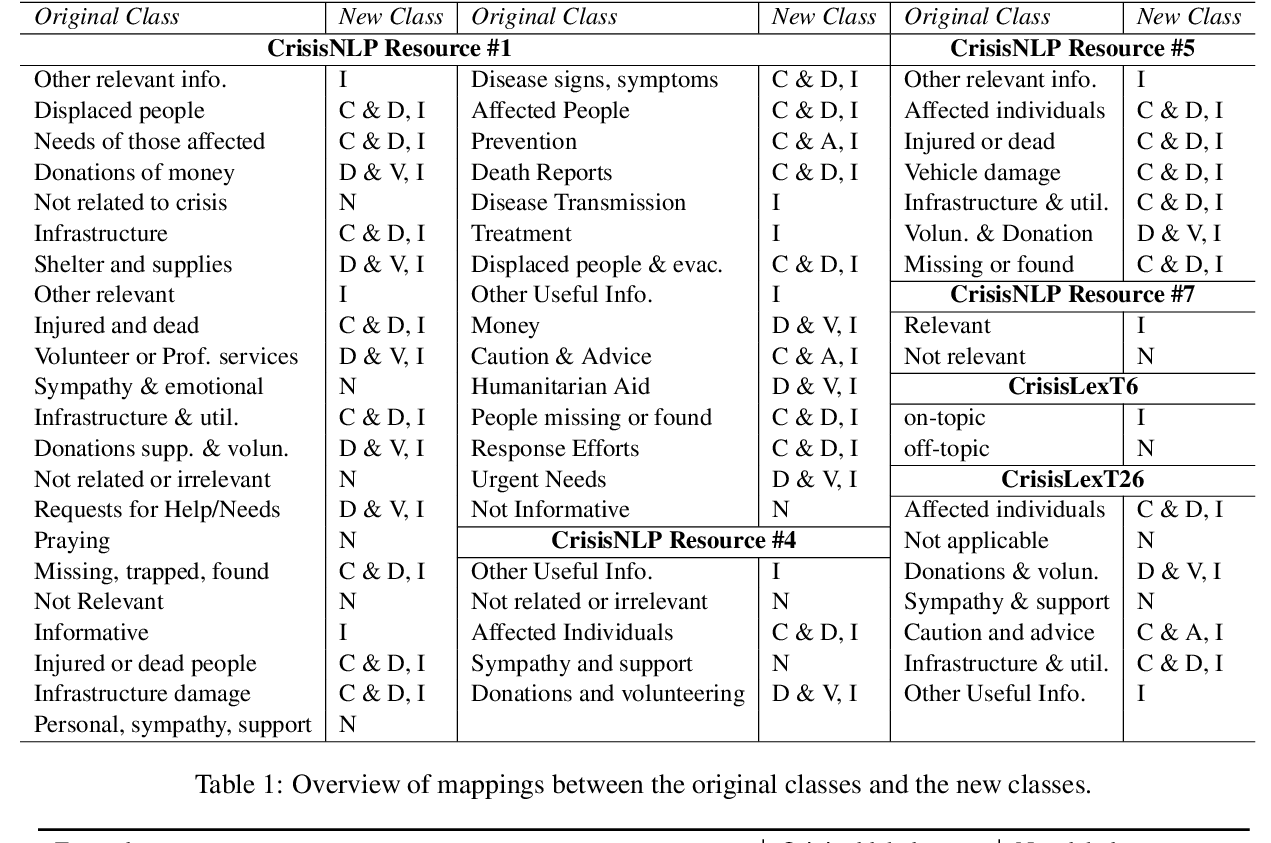 Original Class New Class Original Class New Class Original Class New Class
CrisisNLP Resource #1 CrisisNLP Resource #5
Other relevant info. I Disease signs, symptoms C & D, I Other relevant info. I
Displaced people C & D, I Affected People C & D, I Affected individuals C & D, I
Needs of those affected C & D, I Prevention C & A, I Injured or dead C & D, I
Donations of money D & V, I Death Reports C & D, I Vehicle damage C & D, I
Not related to crisis N Disease Transmission I Infrastructure & util. C & D, I
Infrastructure C & D, I Treatment I Volun. & Donation D & V, I
Shelter and supplies D & V, I Displaced people & evac. C & D, I Missing or found C & D, I
Other relevant I Other Useful Info. I CrisisNLP Resource #7
Injured and dead C & D, I Money D & V, I Relevant I
Volunteer or Prof. services D & V, I Caution & Advice C & A, I Not relevant N
Sympathy & emotional N Humanitarian Aid D & V, I CrisisLexT6
Infrastructure & util. C & D, I People missing or found C & D, I on-topic I
Donations supp. & volun. D & V, I Response Efforts C & D, I off-topic N
Not related or irrelevant N Urgent Needs D & V, I CrisisLexT26
Requests for Help/Needs D & V, I Not Informative N Affected individuals C & D, I
Praying N CrisisNLP Resource #4 Not applicable N
Missing, trapped, found C & D, I Other Useful Info. I Donations & volun. D & V, I
Not Relevant N Not related or irrelevant N Sympathy & support N
Informative I Affected Individuals C & D, I Caution and advice C & A, I
Injured or dead people C & D, I Sympathy and support N Infrastructure & util. C & D, I
Infrastructure damage C & D, I Donations and volunteering D & V, I Other Useful Info. I
Personal, sympathy, support N
Table 1: Overview of mappings between the original classes and the new classes.